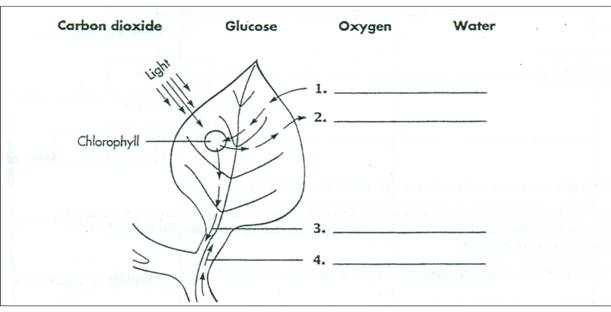 Carbon dioxide Glucose Oxygen Water
Light
1.
2.
Chlorophyll
3.
4.